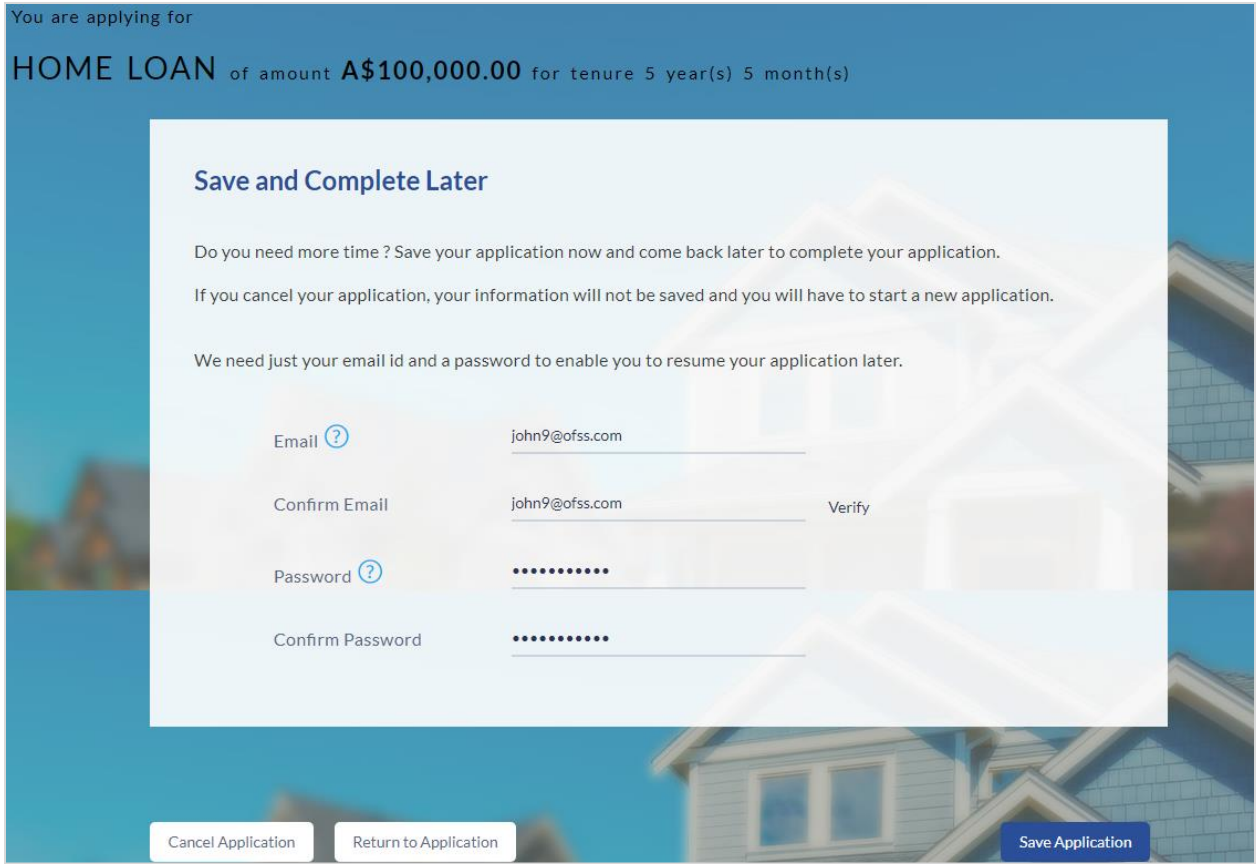 You are applying for
HOME LOAN of amount A$100,000.00 for tenure 5 year(s) 5 month(s)
Save and Complete Later
Do you need more time ? Save your application now and come back later to complete your application.
If you cancel your application, your information will not be saved and you will have to start a new application.
We need just your email id and a password to enable you to resume your application later.
Email ? john9@ofss.com
Confirm Email john9@ofss.com Verify
Password ? •••••••••••
Confirm Password •••••••••••
Cancel Application Return to Application Save Application